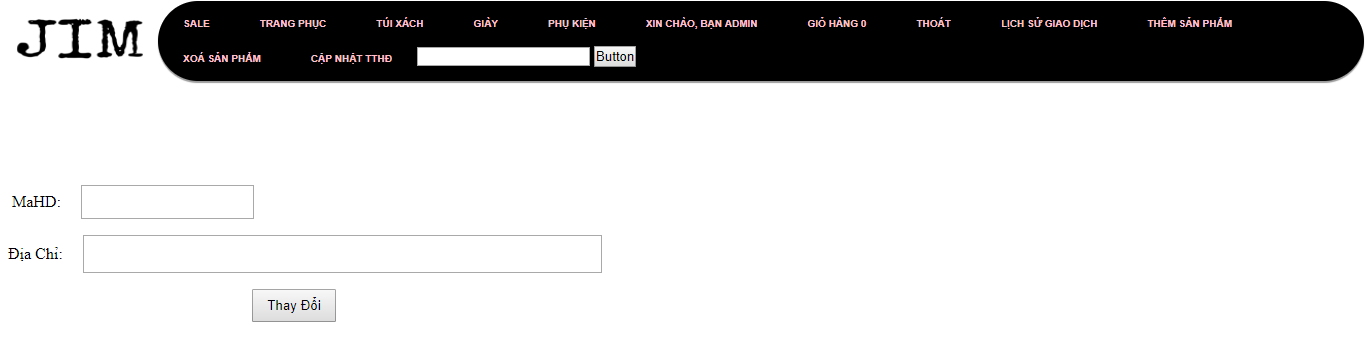 JIM
SALE TRANG PHỤC TÚI XÁCH GIÀY PHỤ KIỆN XIN CHÀO, BẠN ADMIN GIỎ HÀNG 0 THOÁT LỊCH SỬ GIAO DỊCH THÊM SẢN PHẨM
XOÁ SẢN PHẨM CẬP NHẬT TTHĐ Button
MaHD:
Địa Chỉ:
Thay Đổi